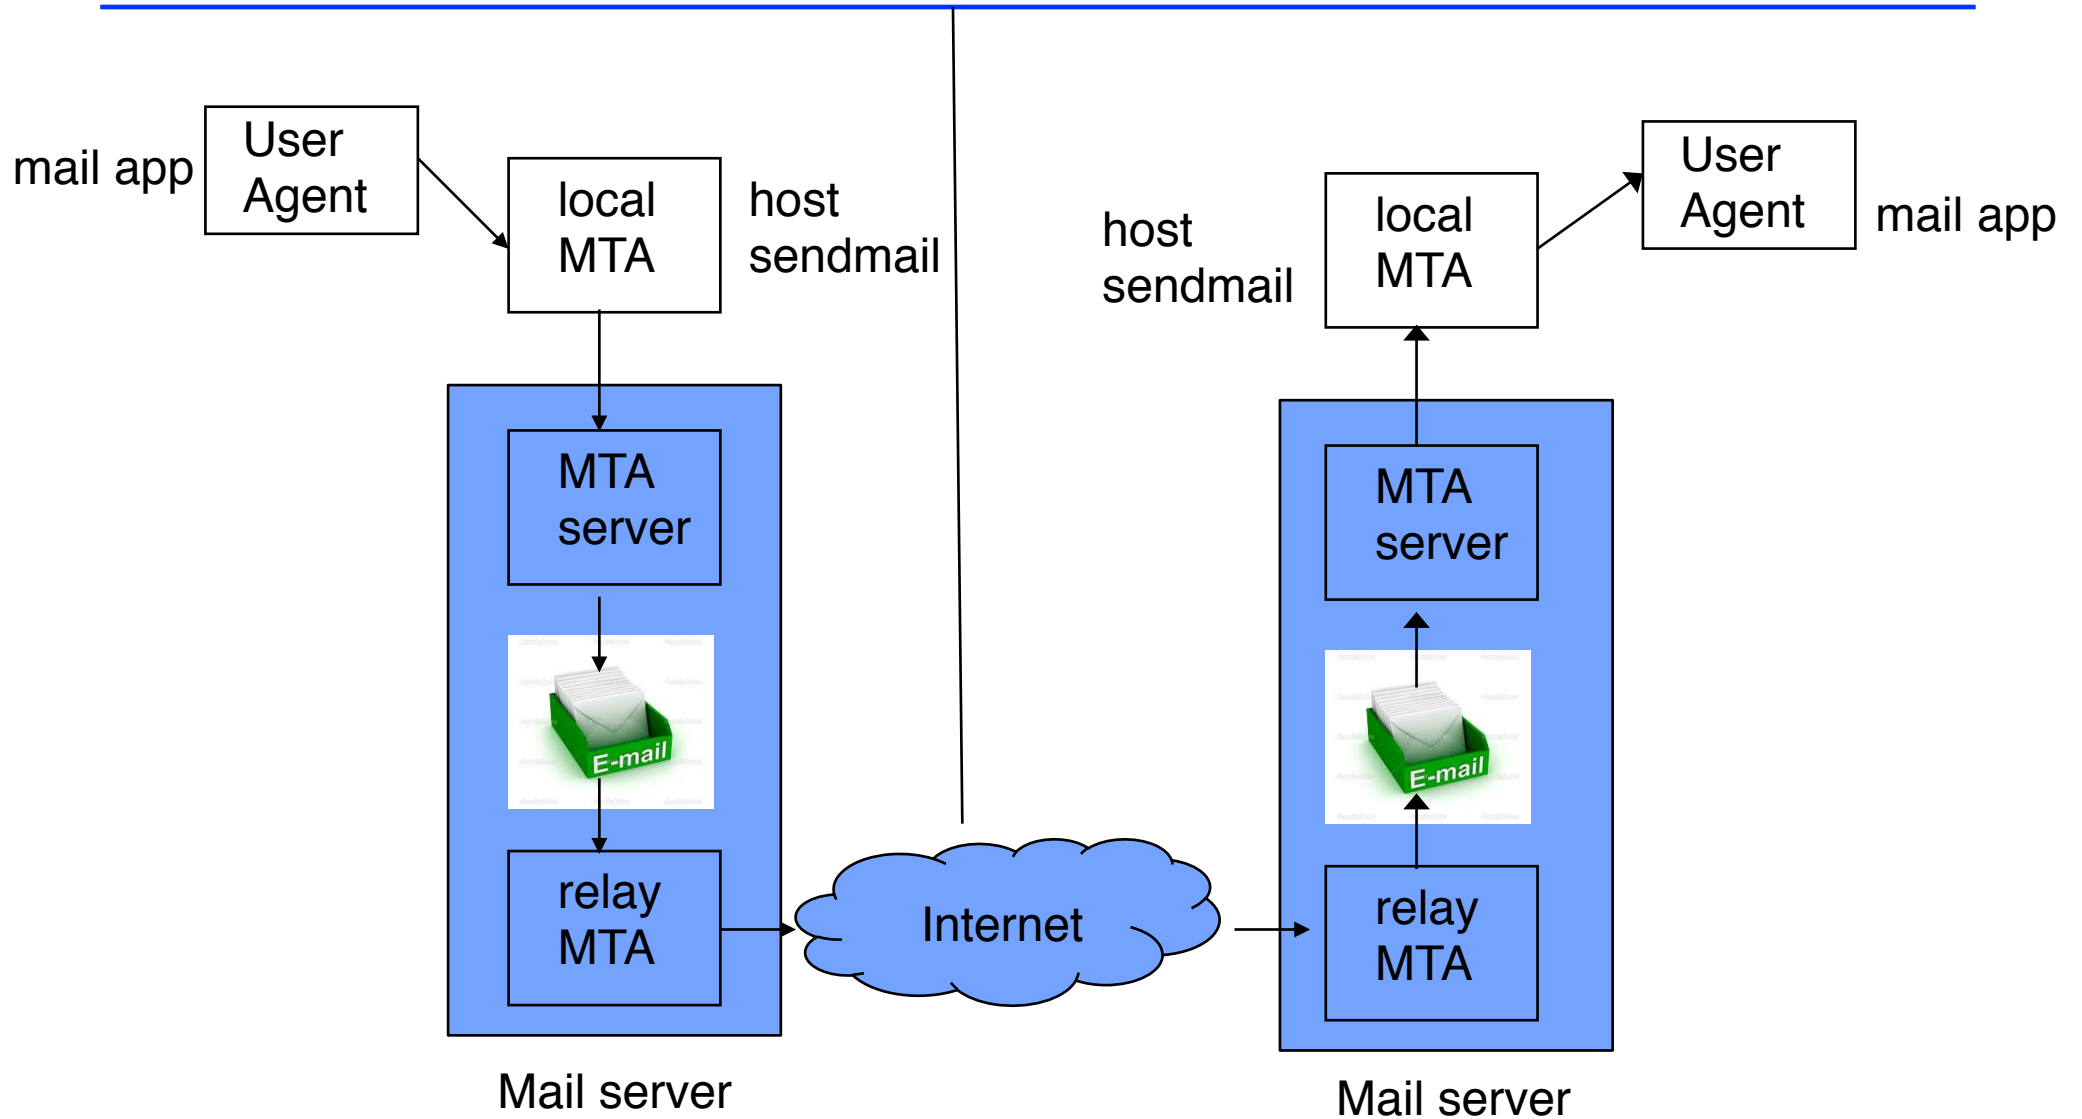 mail app
User
Agent
local
MTA
host
sendmail
MTA
server
E-mail
relay
MTA
Mail server
Internet
host
sendmail
local
MTA
User
Agent
mail app
MTA
server
E-mail
relay
MTA
Mail server